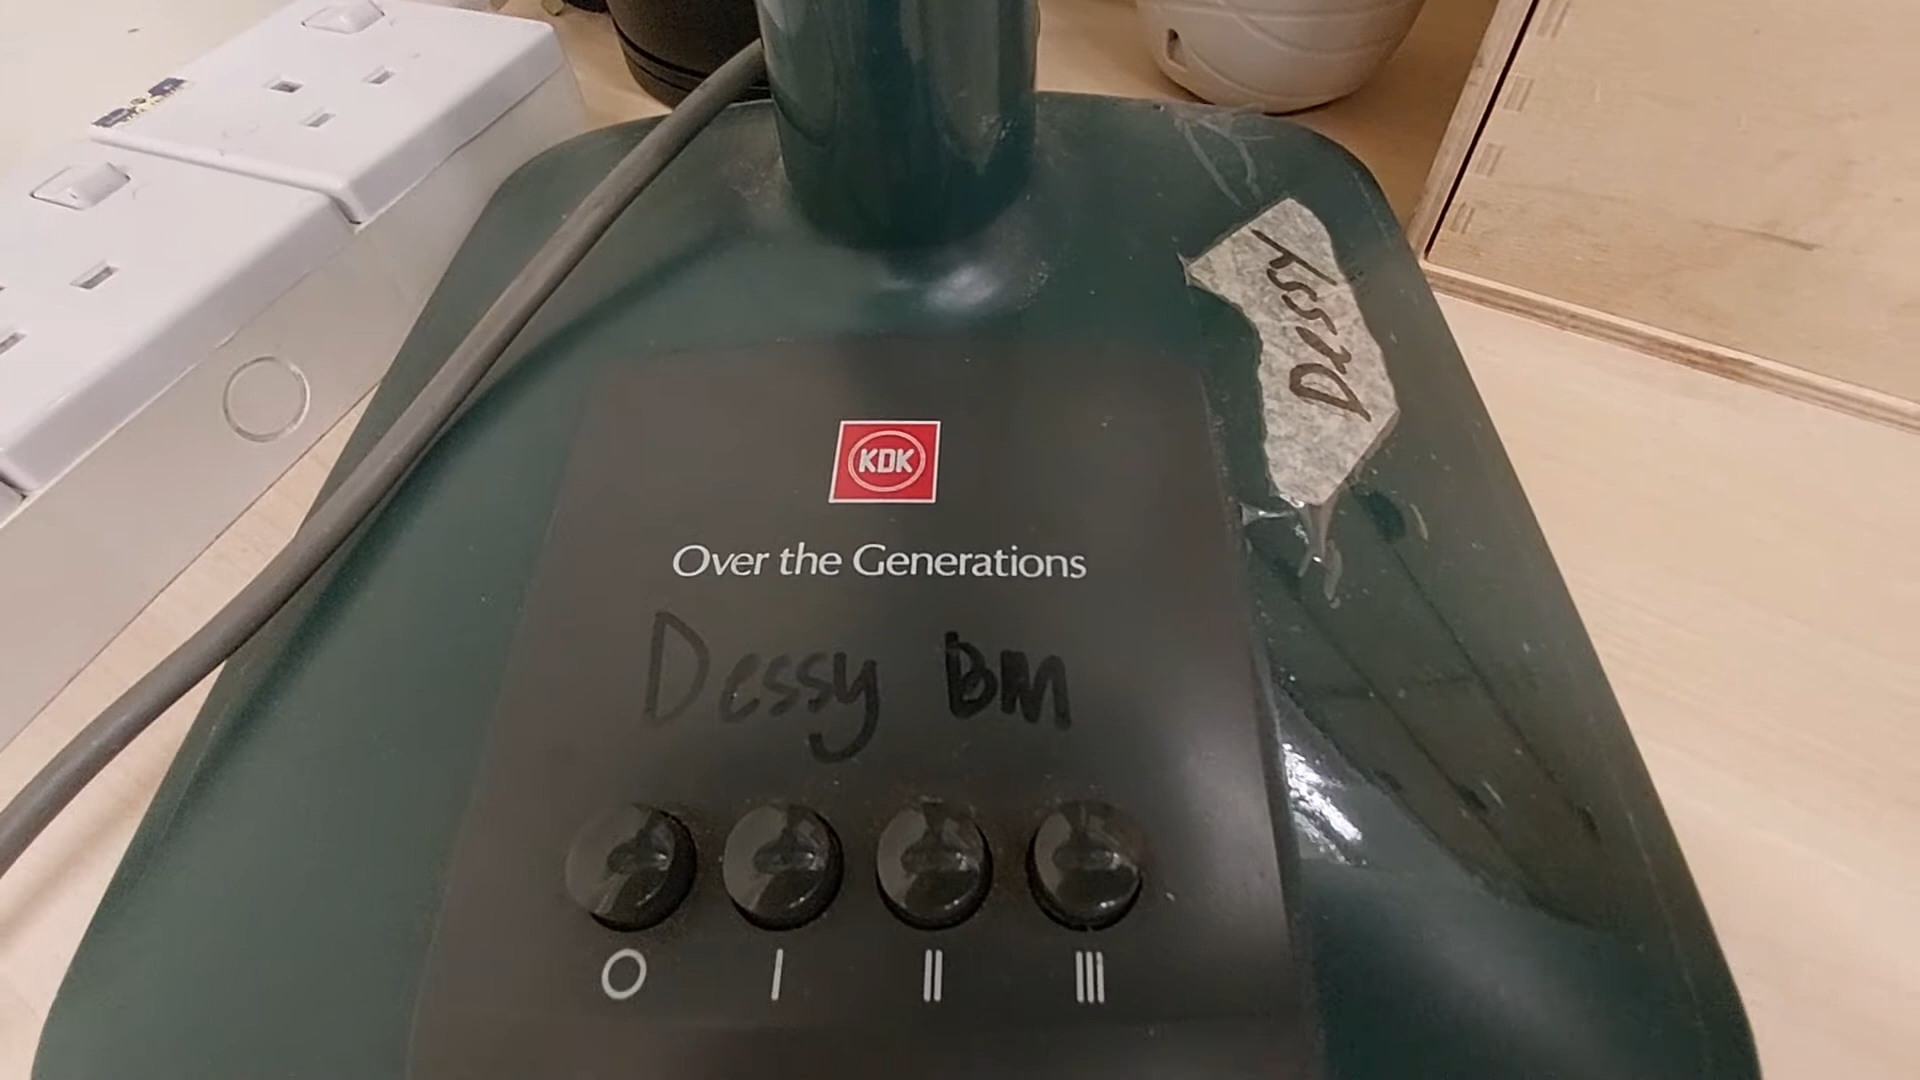 Dessy
KDK
Over the Generations
Dessy BM
O I II III